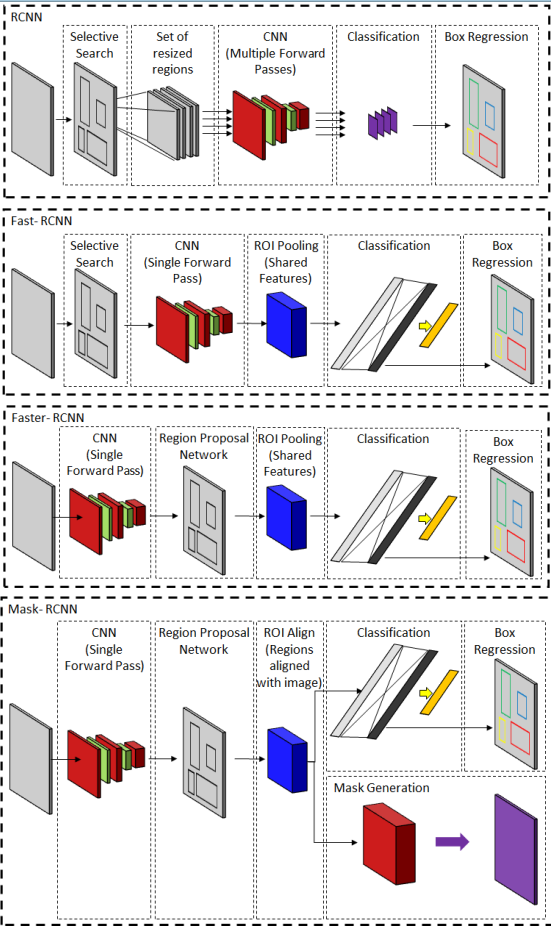 RCNN
Selective
Search
Set of
resized
regions
CNN
(Multiple Forward
Passes)
Classification
Box Regression
Fast- RCNN
Selective
Search
CNN
(Single Forward
Pass)
ROI Pooling
(Shared
Features)
Classification
Box
Regression
Faster- RCNN
CNN
(Single
Forward Pass)
Region Proposal
Network
ROI Pooling
(Shared
Features)
Classification
Box
Regression
Mask- RCNN
CNN
(Single
Forward Pass)
Region Proposal
Network
ROI Align
(Regions
aligned
with image)
Classification
Box
Regression
Mask Generation